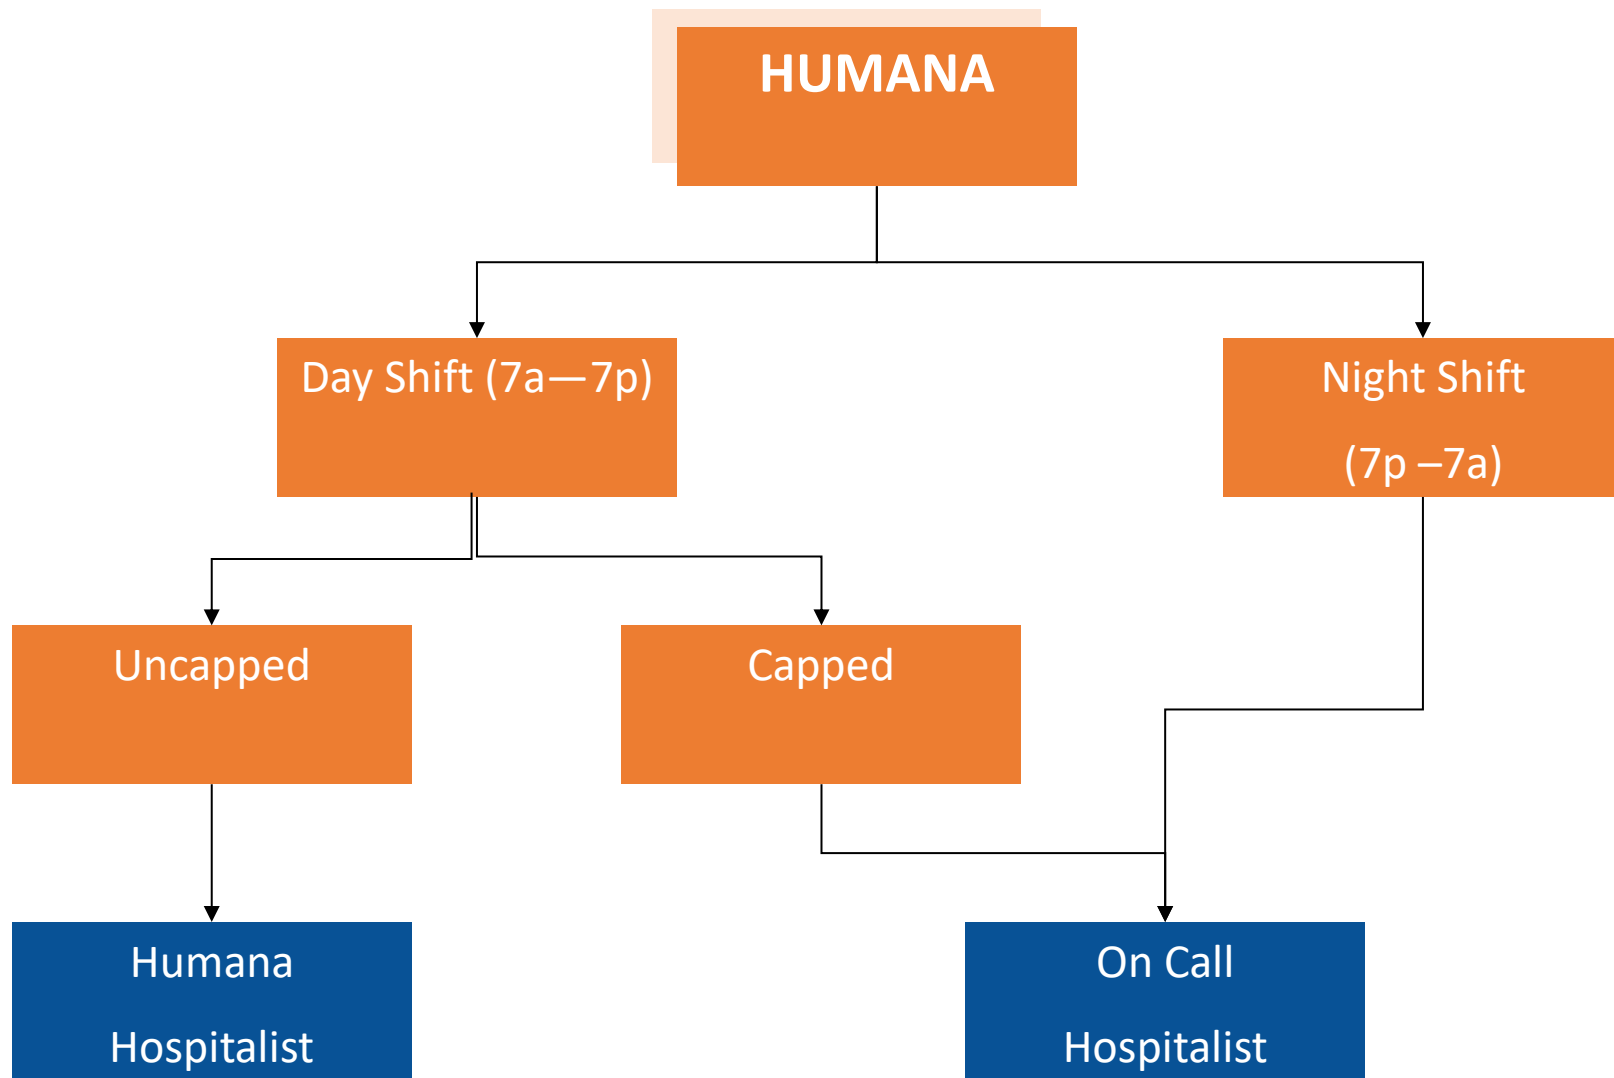 HUMANA
Day Shift (7a—7p)
Night Shift
(7p –7a)
Uncapped
Capped
Humana
Hospitalist
On Call
Hospitalist